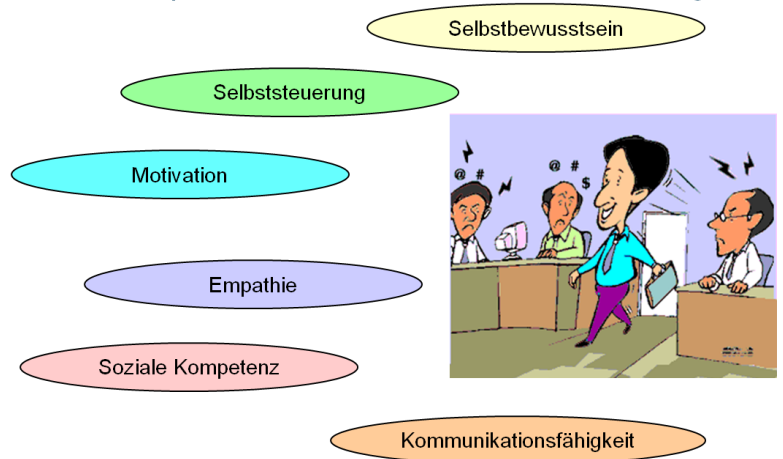 Selbstbewusstsein
Selbststeuerung
Motivation
@ #
@ #
$
Empathie
Soziale Kompetenz
Kommunikationsfähigkeit